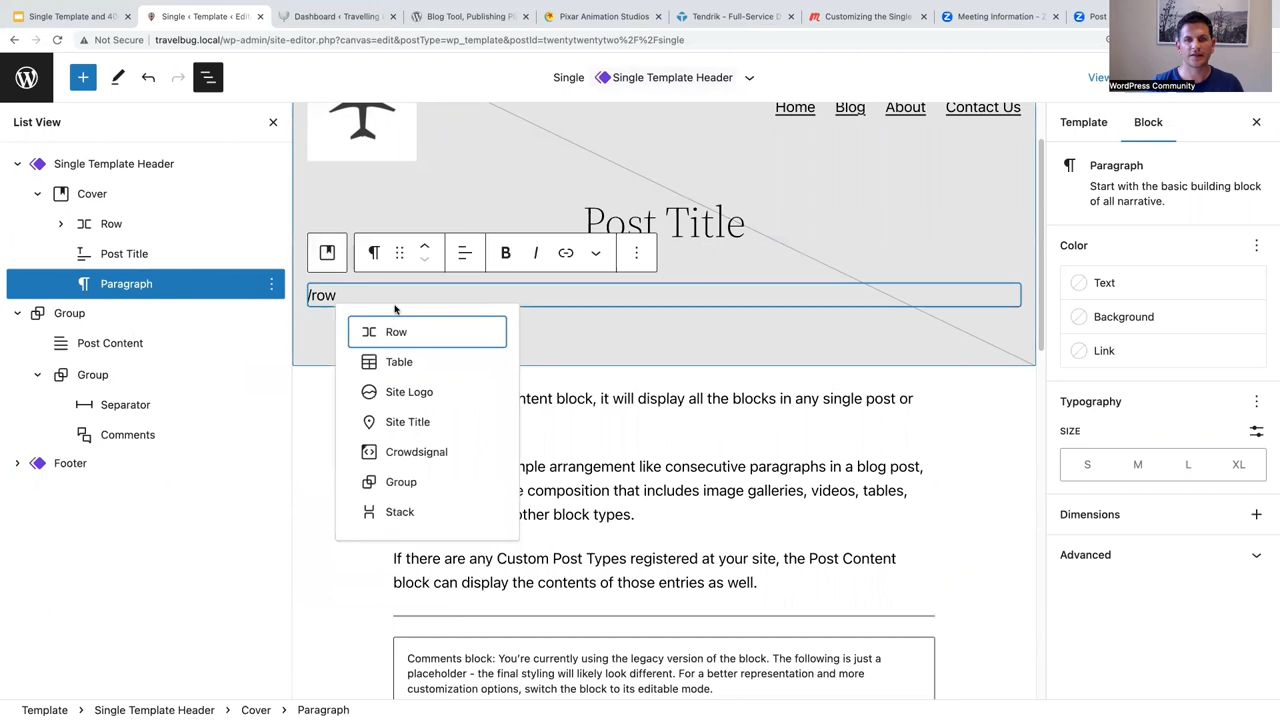 Single Template and 40
Single ‹ Template ‹ Edit
Dashboard ‹ Travelling
Blog Tool, Publishing Pl
Pixar Animation Studios
Tendrik - Full-Service D
Customizing the Single
Meeting Information - Z
Post
Not Secure
travelbug.local/wp-admin/site-editor.php?canvas=edit&postType=wp_template&postId=twentytwentytwo%2F%2Fsingle
Single Single Template Header
View
WordPress Community
List View
Single Template Header
Cover
Row
Post Title
Paragraph
Group
Post Content
Group
Separator
Comments
Footer
Home Blog About Contact Us
Post Title
B I
/row
Row
Table
Site Logo
Site Title
Crowdsignal
Group
Stack
ntent block, it will display all the blocks in any single post or
mple arrangement like consecutive paragraphs in a blog post,
composition that includes image galleries, videos, tables,
other block types.
If there are any Custom Post Types registered at your site, the Post Content
block can display the contents of those entries as well.
Comments block: You're currently using the legacy version of the block. The following is just a
placeholder - the final styling will likely look different. For a better representation and more
customization options, switch the block to its editable mode.
Template Block
Paragraph
Start with the basic building block
of all narrative.
Color
Text
Background
Link
Typography
SIZE
S M L XL
Dimensions
Advanced
Template > Single Template Header > Cover > Paragraph